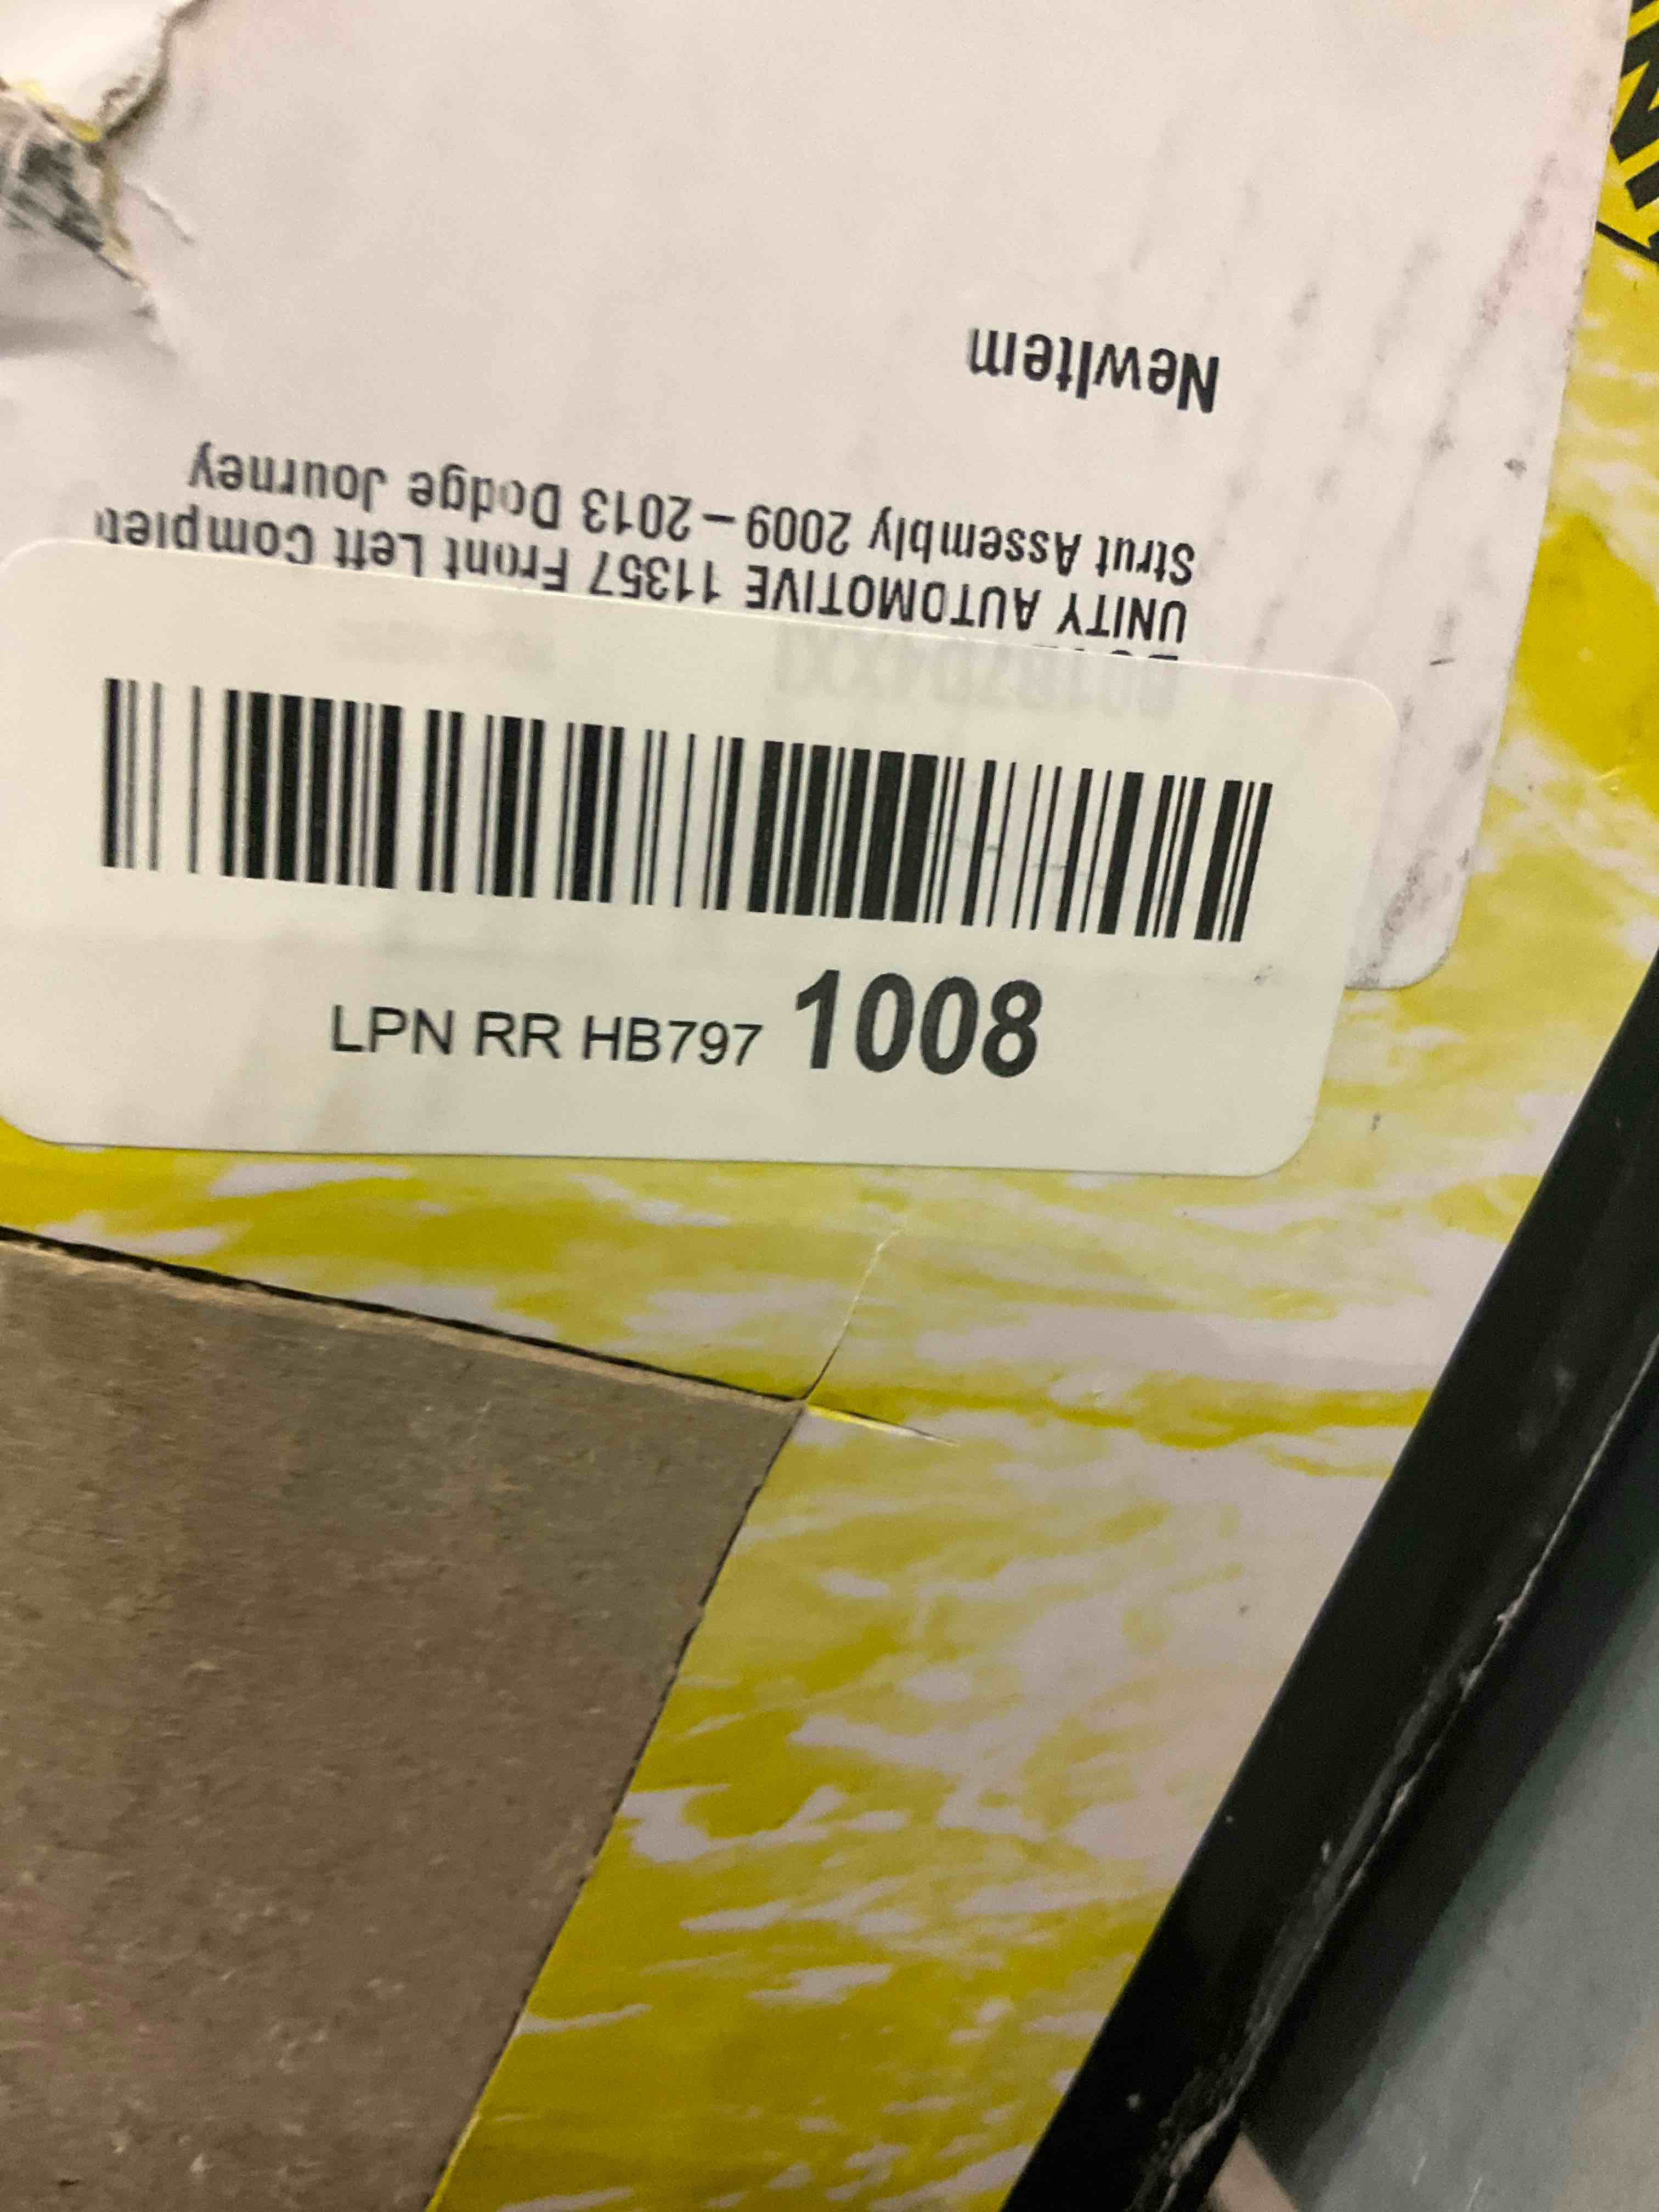 UNITY AUTOMOTIVE 11357 Front Left Complet
Strut Assembly 2009 – 2013 Dodge Journey
NewItem
LPN RR HB797 1008